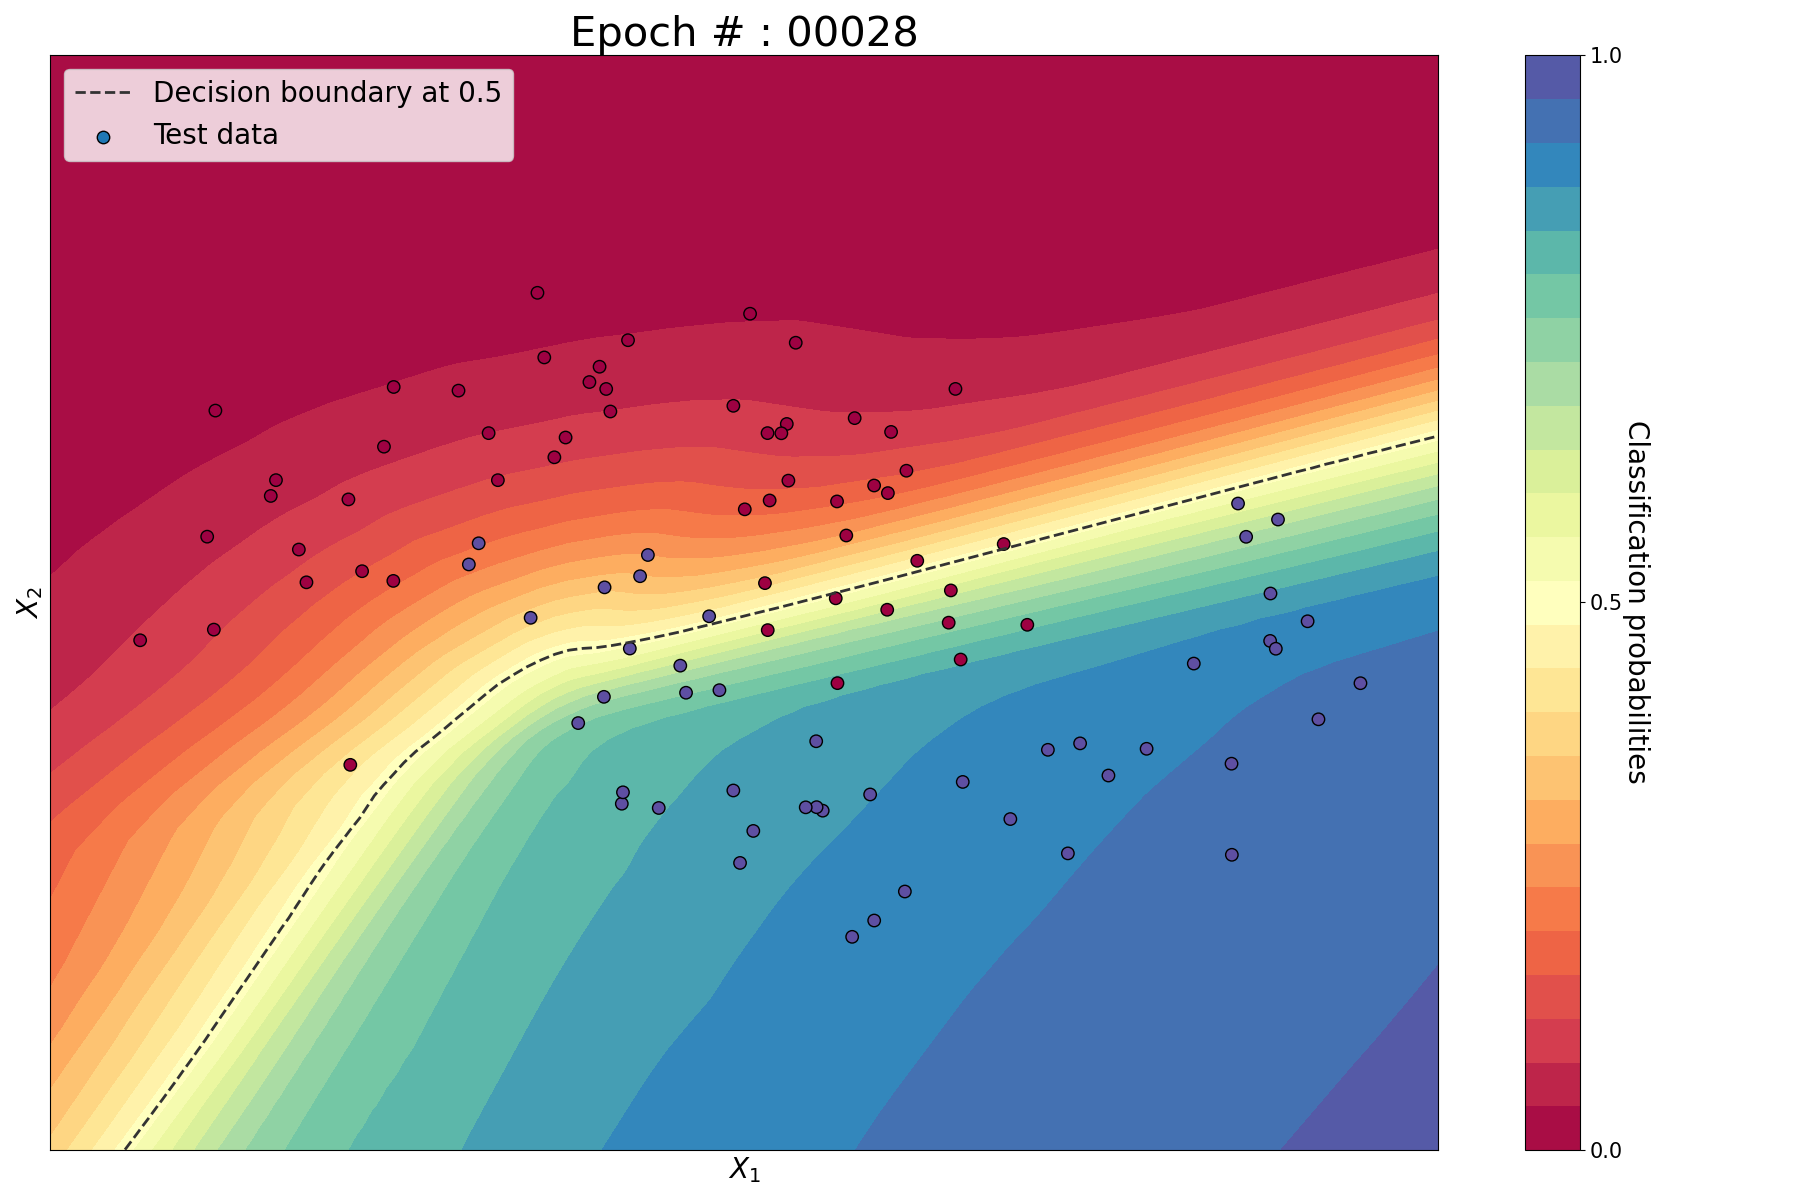 Epoch # : 00028
Decision boundary at 0.5
Test data
X₂
X₁
1.0
0.5
0.0
Classification probabilities